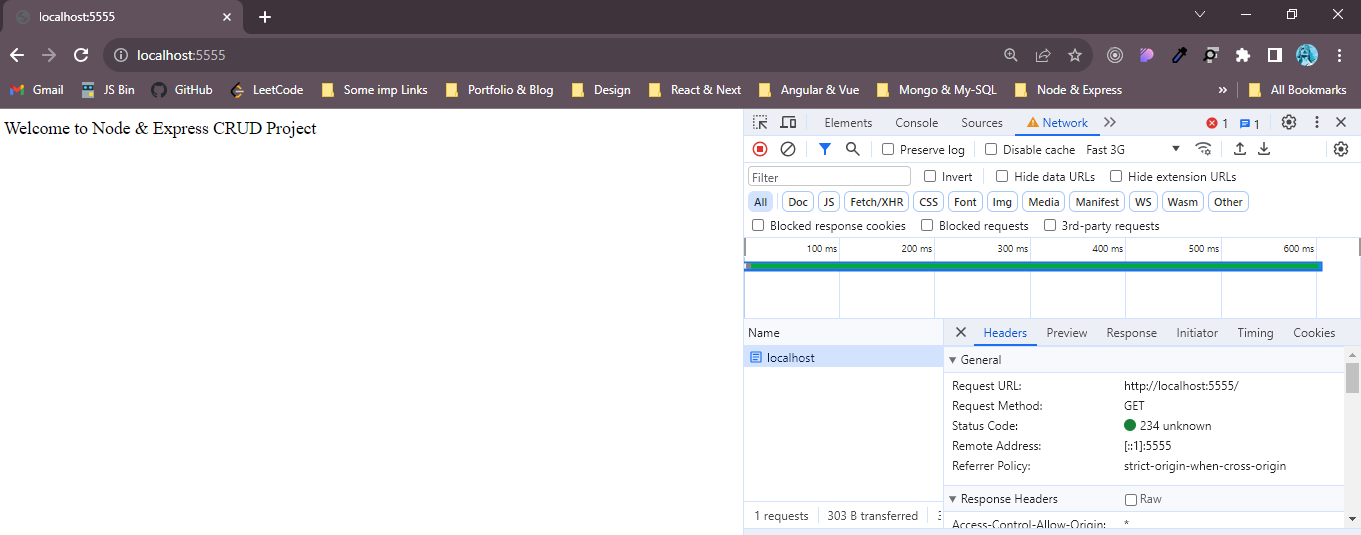 localhost:5555
localhost:5555
Gmail JS Bin GitHub LeetCode Some imp Links Portfolio & Blog Design React & Next Angular & Vue Mongo & My-SQL Node & Express » All Bookmarks
Welcome to Node & Express CRUD Project
Elements Console Sources Network 1 1
Preserve log Disable cache Fast 3G
Filter Invert Hide data URLs Hide extension URLs
All Doc JS Fetch/XHR CSS Font Img Media Manifest WS Wasm Other
Blocked response cookies Blocked requests 3rd-party requests
100 ms 200 ms 300 ms 400 ms 500 ms 600 ms
Name Headers Preview Response Initiator Timing Cookies
localhost
General
Request URL: http://localhost:5555/
Request Method: GET
Status Code: 234 unknown
Remote Address: [::1]:5555
Referrer Policy: strict-origin-when-cross-origin
Response Headers Raw
1 requests 303 B transferred
Access-Control-Allow-Origin: *